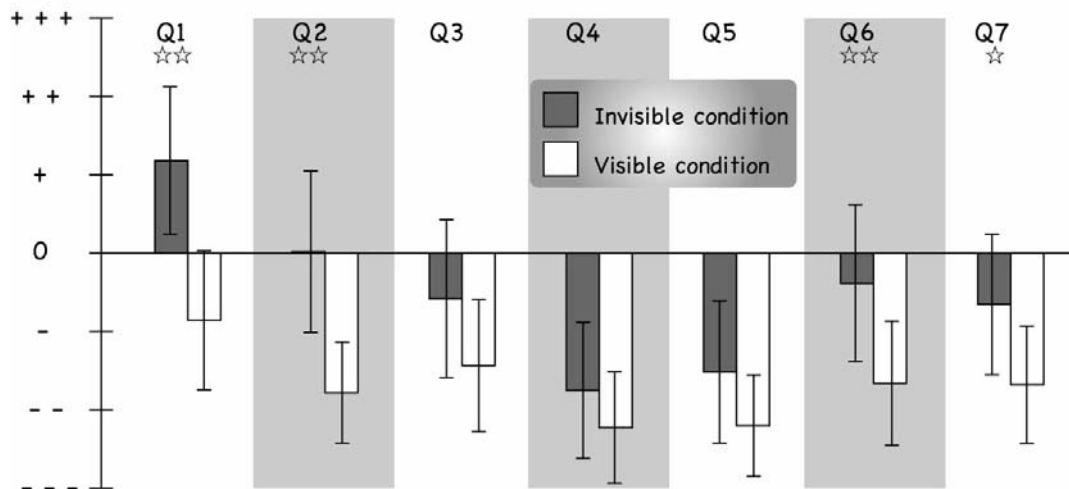 + + +
Q1 Q2 Q3 Q4 Q5 Q6 Q7
☆☆ ☆☆ ☆☆ ☆
+ +
Invisible condition
+
Visible condition
0
-
- -
- - -